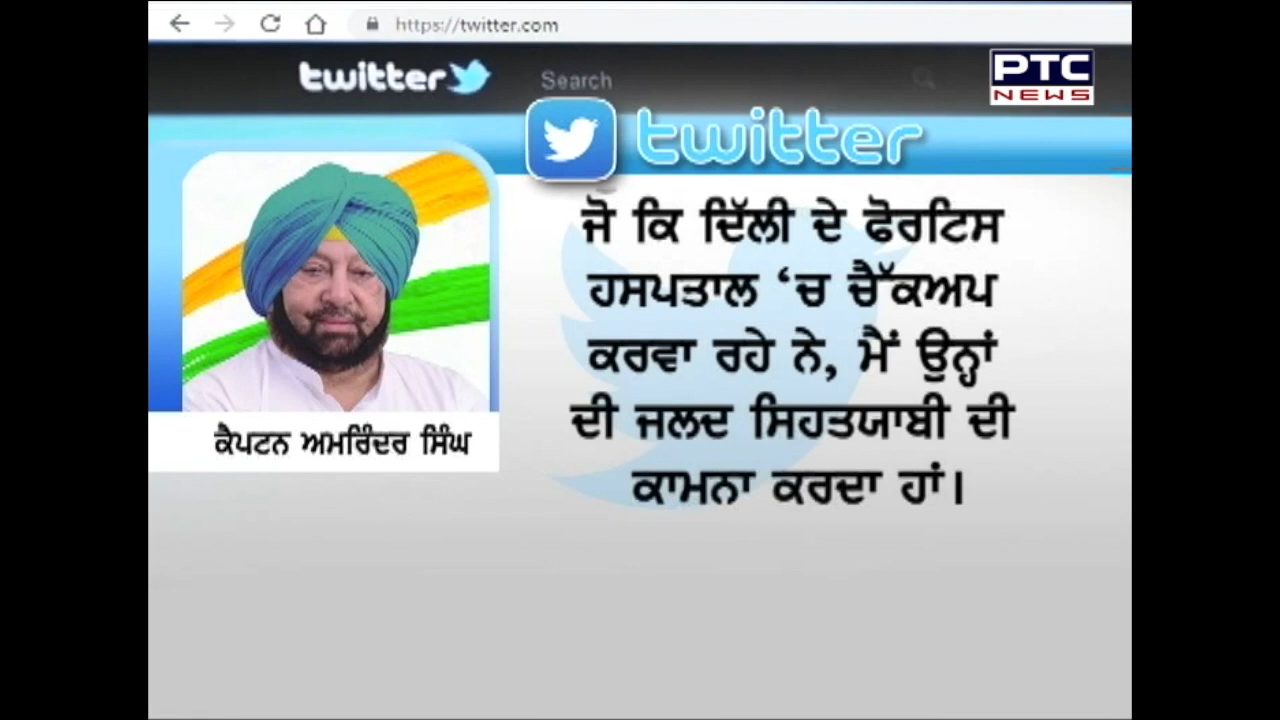 https://twitter.com
twitter
Search
PTC
NEWS
twitter
ਜੋ ਕਿ ਦਿੱਲੀ ਦੇ ਫੋਰਟਿਸ
ਹਸਪਤਾਲ ‘ਚ ਚੈੱਕਅਪ
ਕਰਵਾ ਰਹੇ ਨੇ, ਮੈਂ ਉਨ੍ਹਾਂ
ਦੀ ਜਲਦ ਸਿਹਤਯਾਬੀ ਦੀ
ਕਾਮਨਾ ਕਰਦਾ ਹਾਂ।
ਕੈਪਟਨ ਅਮਰਿੰਦਰ ਸਿੰਘ